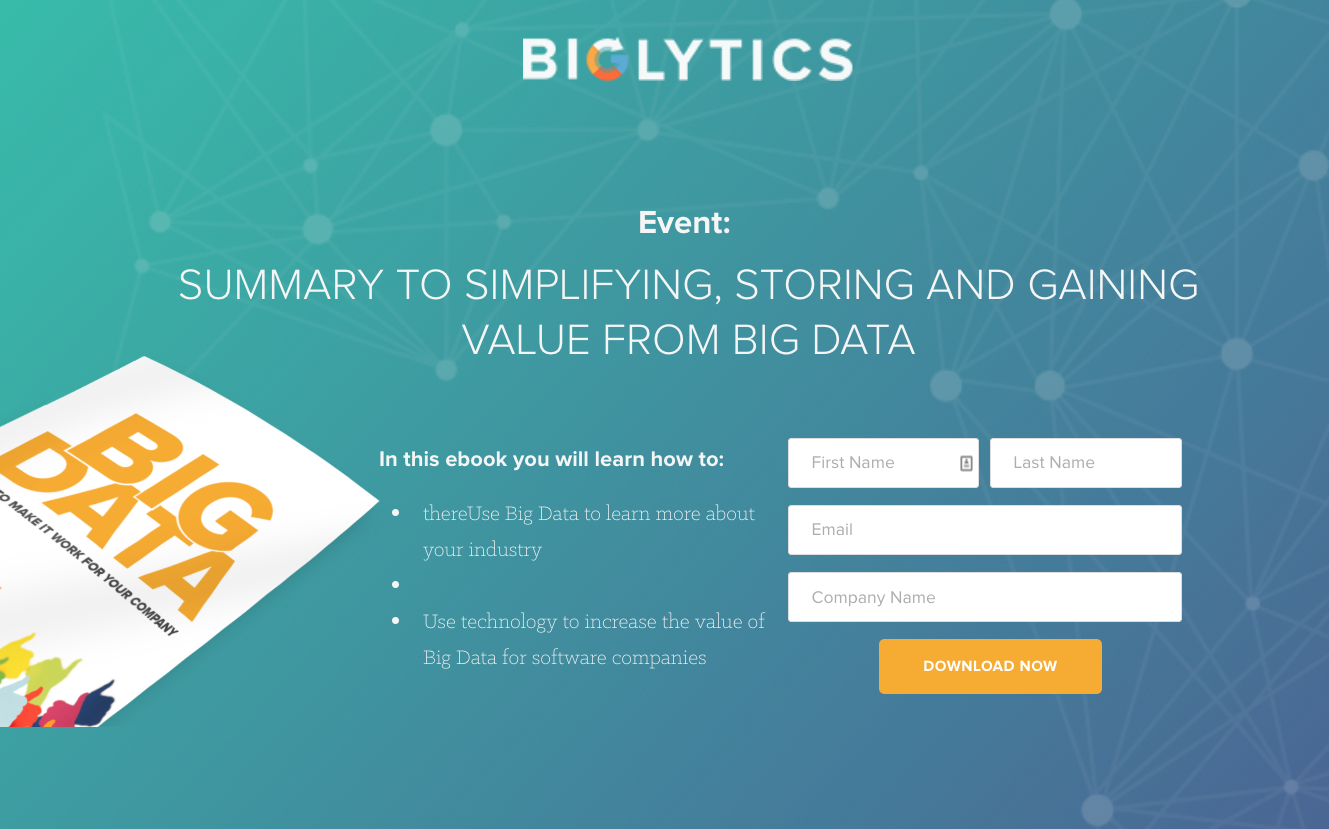 BIGLYTICS
Event:
SUMMARY TO SIMPLIFYING, STORING AND GAINING
VALUE FROM BIG DATA
BIG
DATA
TO MAKE IT WORK FOR YOUR COMPANY
In this ebook you will learn how to:
thereUse Big Data to learn more about
your industry
Use technology to increase the value of
Big Data for software companies
First Name
Last Name
Email
Company Name
DOWNLOAD NOW